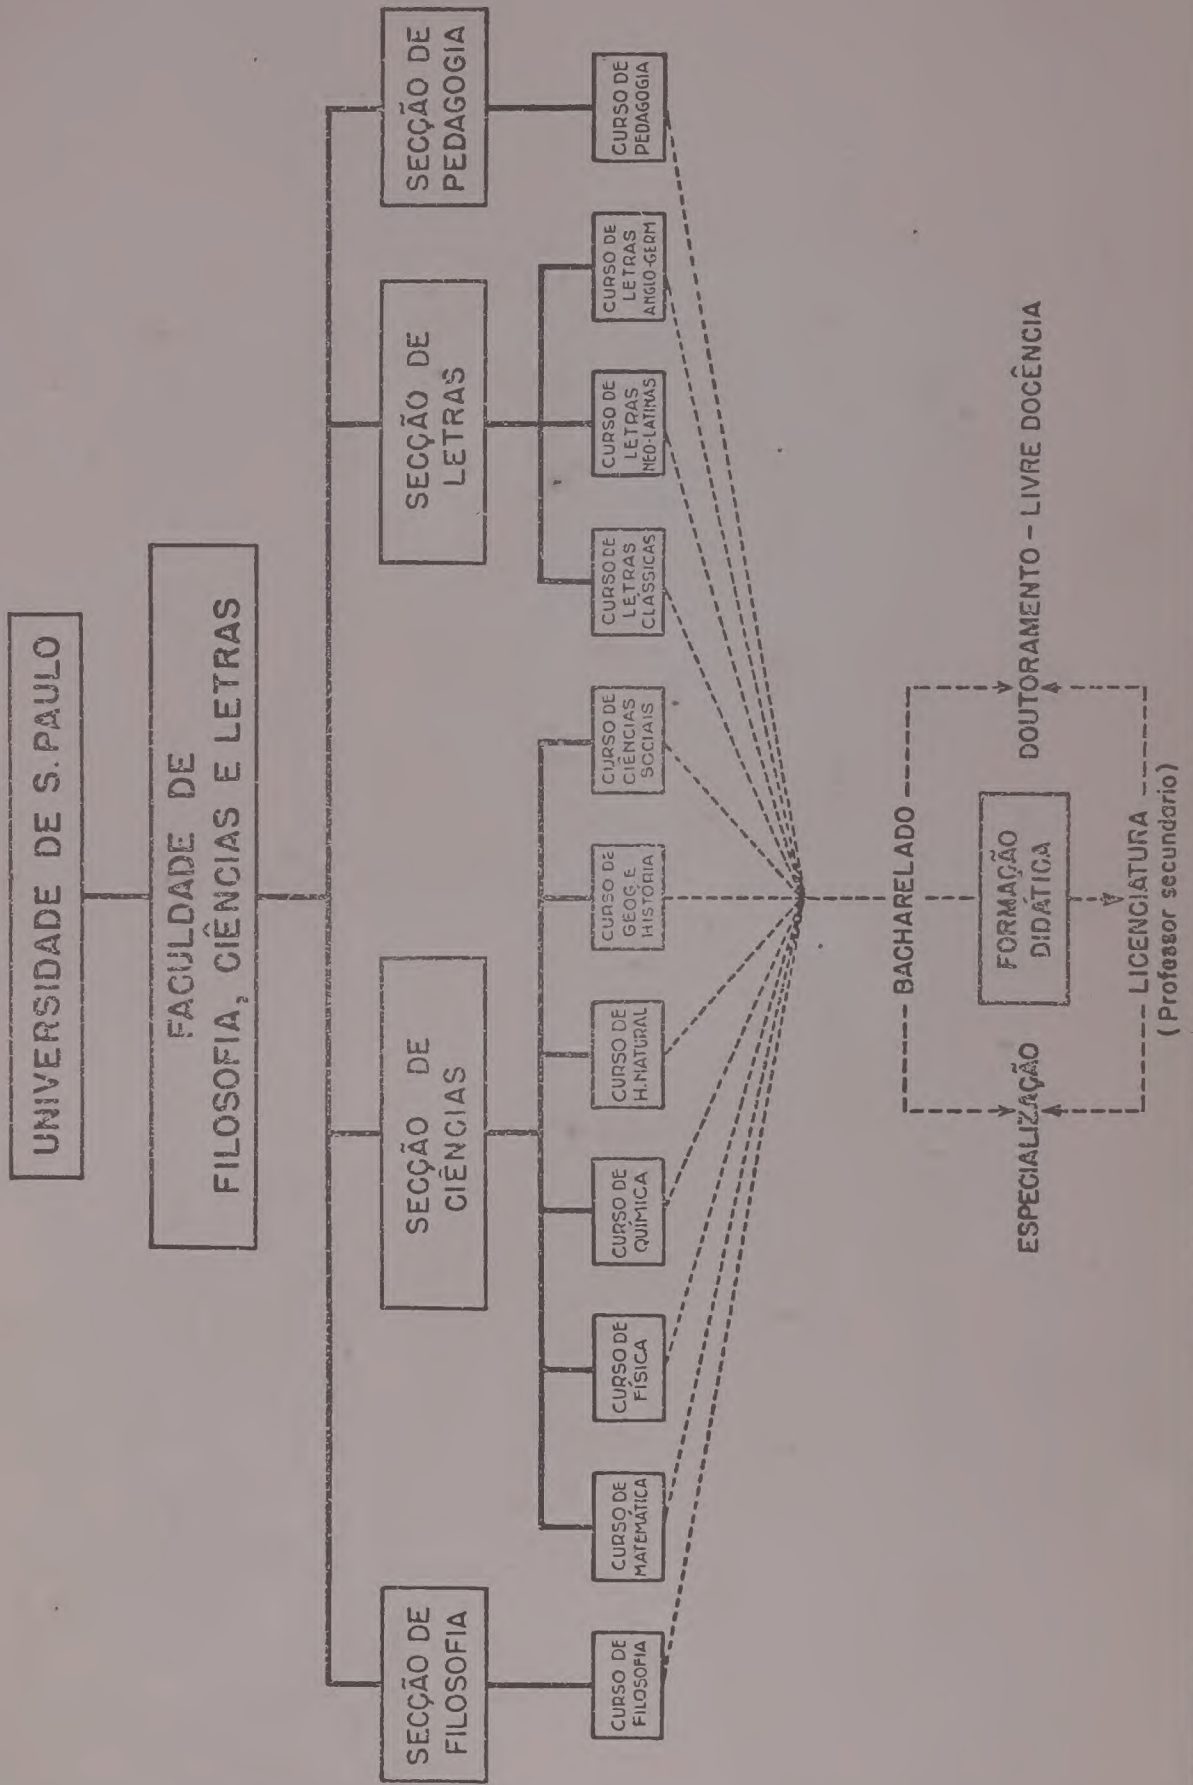 UNIVERSIDADE DE S. PAULO
FACULDADE DE
FILOSOFIA, CIÊNCIAS E LETRAS
SECÇÃO DE
FILOSOFIA
SECÇÃO DE
CIÊNCIAS
SECÇÃO DE
LETRAS
SECÇÃO DE
PEDAGOGIA
CURSO DE
FILOSOFIA
CURSO DE
MATEMÁTICA
CURSO DE
FÍSICA
CURSO DE
QUÍMICA
CURSO DE
H. NATURAL
CURSO DE
GEOG. E
HISTÓRIA
CURSO DE
CIÊNCIAS
SOCIAIS
CURSO DE
LETRAS
CLÁSSICAS
CURSO DE
LETRAS
NEO-LATINAS
CURSO DE
LETRAS
ANGLO-GERM
CURSO DE
PEDAGOGIA
BACHARELADO
ESPECIALIZAÇÃO
FORMAÇÃO
DIDÁTICA
DOUTORAMENTO - LIVRE DOCÊNCIA
LICENCIATURA
(Professor secundario)